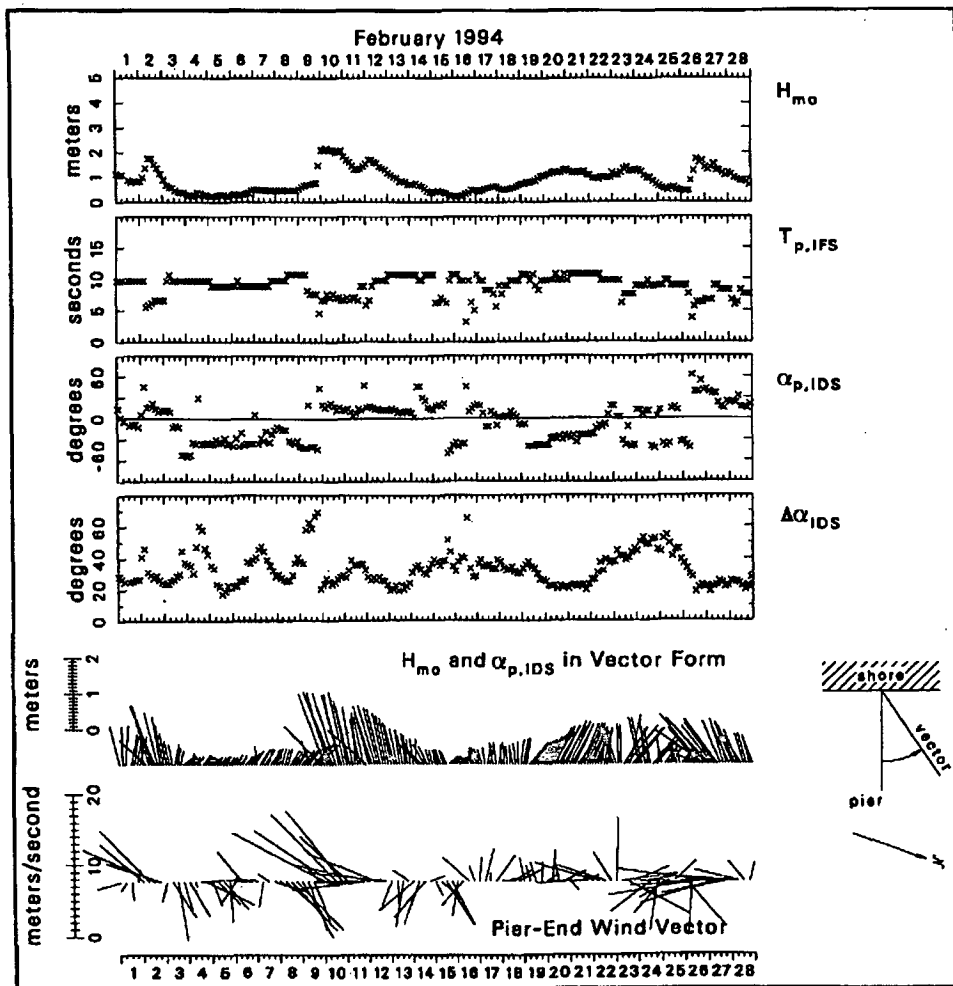 February 1994
1 2 3 4 5 6 7 8 9 10 11 12 13 14 15 16 17 18 19 20 21 22 23 24 25 26 27 28
5
4
3
2
1
0
meters
Hmo
15
10
5
0
seconds
Tp,IFS
60
0
-60
degrees
αp,IDS
60
40
20
0
degrees
ΔαIDS
Hmo and αp,IDS in Vector Form
2
1
0
meters
shore
vector
pier
20
10
0
meters/second
Pier-End Wind Vector
1 2 3 4 5 6 7 8 9 10 11 12 13 14 15 16 17 18 19 20 21 22 23 24 25 26 27 28